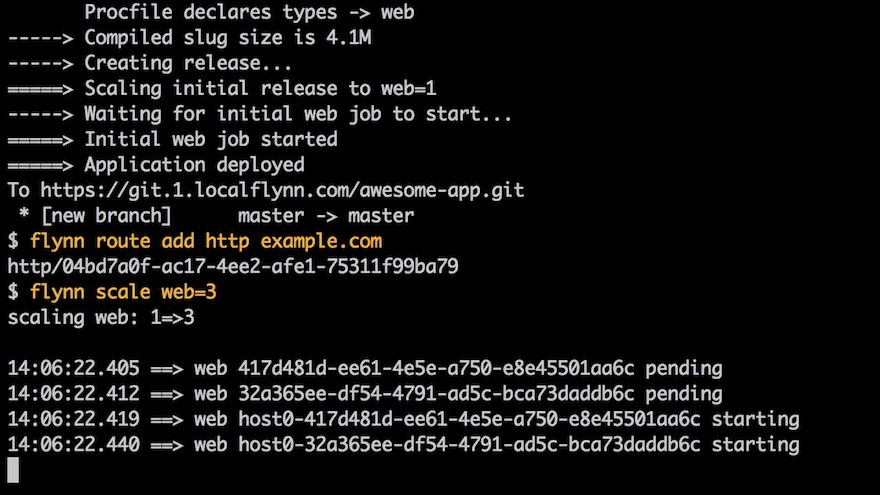 Procfile declares types -> web
-----> Compiled slug size is 4.1M
-----> Creating release...
=====> Scaling initial release to web=1
-----> Waiting for initial web job to start...
=====> Initial web job started
=====> Application deployed
To https://git.1.localflynn.com/awesome-app.git
 * [new branch]      master -> master
$ flynn route add http example.com
http/04bd7a0f-ac17-4ee2-afe1-75311f99ba79
$ flynn scale web=3
scaling web: 1=>3

14:06:22.405 ==> web 417d481d-ee61-4e5e-a750-e8e45501aa6c pending
14:06:22.412 ==> web 32a365ee-df54-4791-ad5c-bca73daddb6c pending
14:06:22.419 ==> web host0-417d481d-ee61-4e5e-a750-e8e45501aa6c starting
14:06:22.440 ==> web host0-32a365ee-df54-4791-ad5c-bca73daddb6c starting